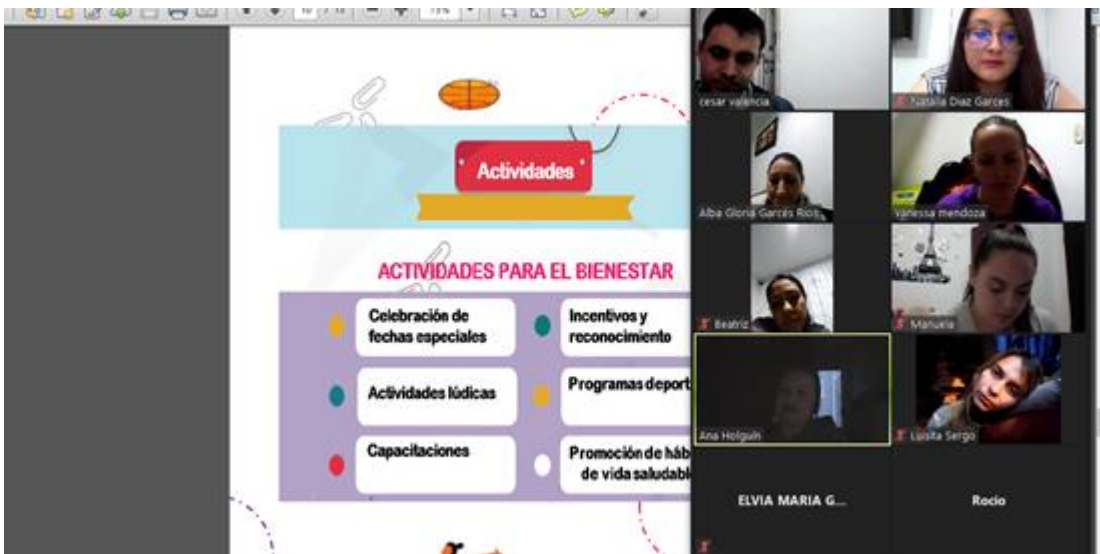 Actividades
ACTIVIDADES PARA EL BIENESTAR
Celebración de
fechas especiales
Incentivos y
reconocimiento
Actividades lúdicas
Programas deport
Capacitaciones
Promoción de háb
de vida saludabl
cesar valencia
Natalia Diaz Garces
Alba Gloria Garcés Rios
vanessa mendoza
Beatriz
Manuela
Ana Holguín
Luisita Sergo
ELVIA MARIA G...
Rocio